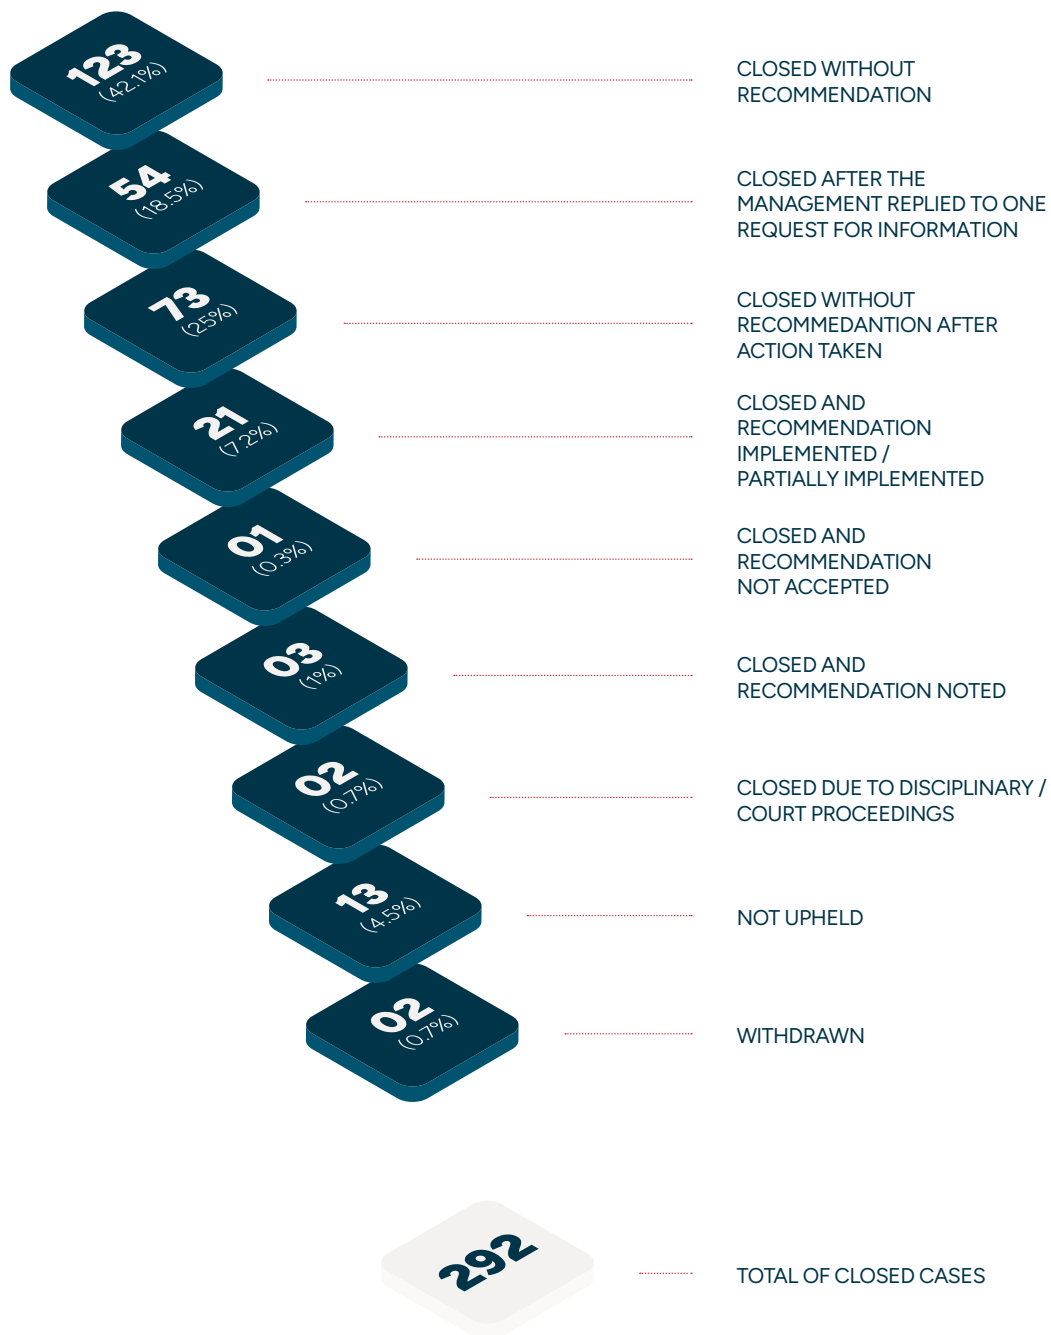 123
(42.1%)
CLOSED WITHOUT
RECOMMENDATION
54
(18.5%)
CLOSED AFTER THE
MANAGEMENT REPLIED TO ONE
REQUEST FOR INFORMATION
73
(25%)
CLOSED WITHOUT
RECOMMEDANTION AFTER
ACTION TAKEN
21
(7.2%)
CLOSED AND
RECOMMENDATION
IMPLEMENTED /
PARTIALLY IMPLEMENTED
01
(0.3%)
CLOSED AND
RECOMMENDATION
NOT ACCEPTED
03
(1%)
CLOSED AND
RECOMMENDATION NOTED
02
(0.7%)
CLOSED DUE TO DISCIPLINARY /
COURT PROCEEDINGS
13
(4.5%)
NOT UPHELD
02
(0.7%)
WITHDRAWN
292
TOTAL OF CLOSED CASES